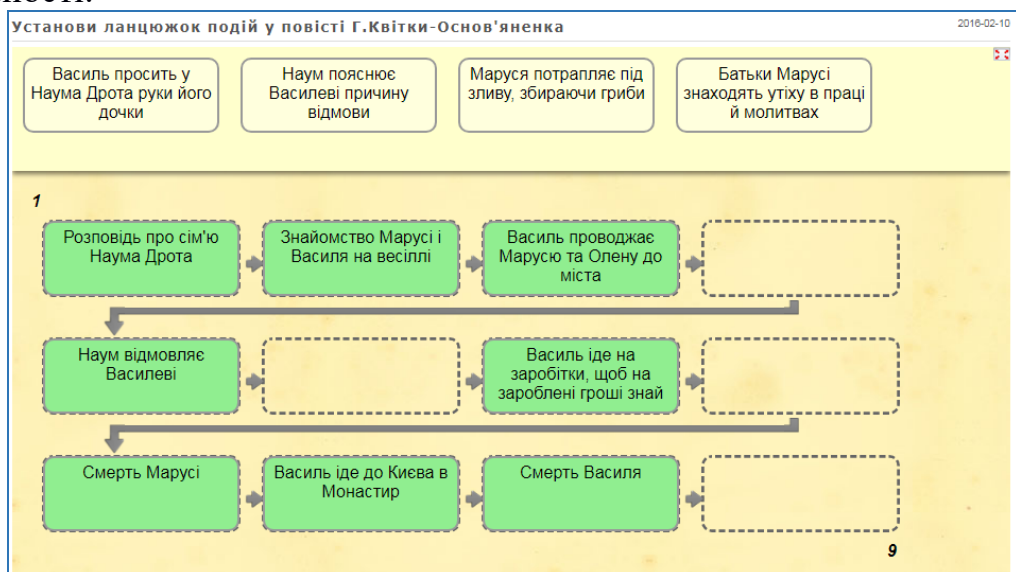 ності.
Установи ланцюжок подій у повісті Г.Квітки-Основ'яненка
2016-02-10
Василь просить у
Наума Дрота руки його
дочки
Наум пояснює
Василеві причину
відмови
Маруся потрапляє під
зливу, збираючи гриби
Батьки Марусі
знаходять утіху в праці
й молитвах
1
Розповідь про сім'ю
Наума Дрота
Знайомство Марусі і
Василя на весіллі
Василь проводжає
Марусю та Олену до
міста
Наум відмовляє
Василеві
Василь іде на
заробітки, щоб на
зароблені гроші знай
Смерть Марусі
Василь іде до Києва в
Монастир
Смерть Василя
9